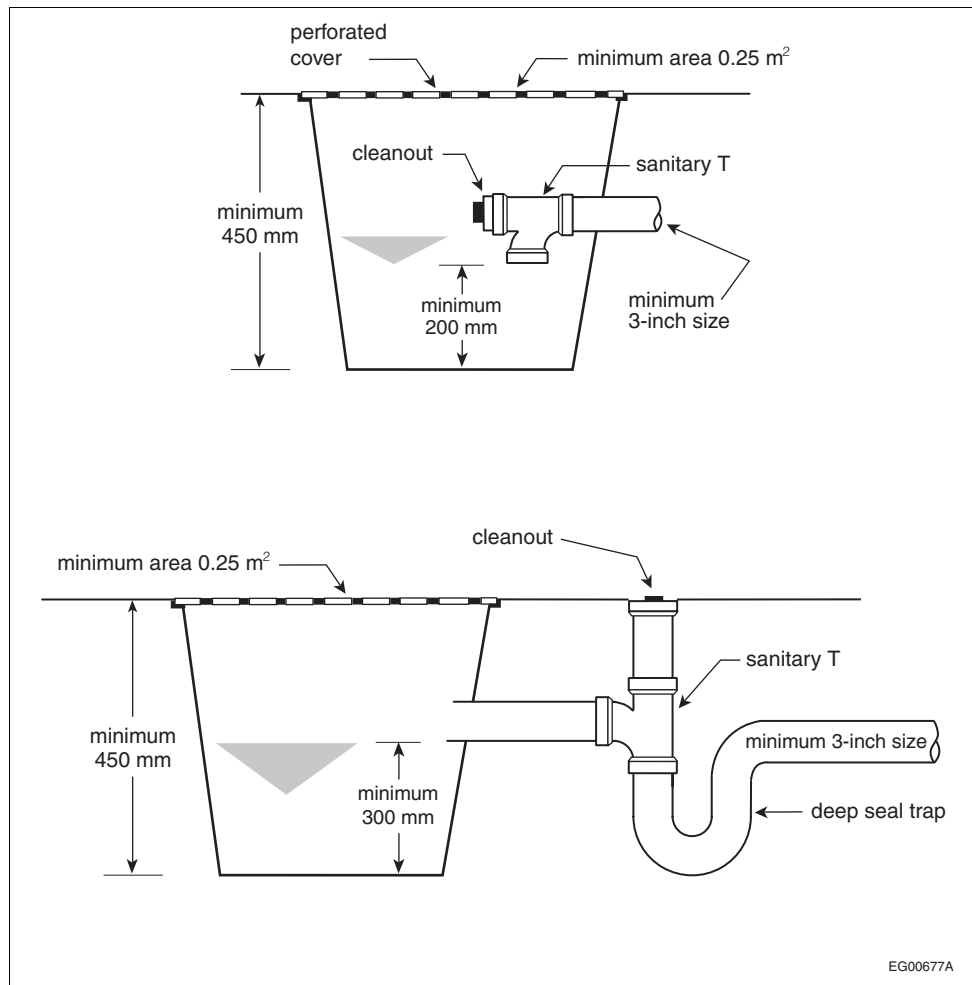 perforated
cover
minimum area 0.25 m²
cleanout
sanitary T
minimum
450 mm
minimum
200 mm
minimum
3-inch size
cleanout
minimum area 0.25 m²
sanitary T
minimum
450 mm
minimum 3-inch size
minimum
300 mm
deep seal trap
EG00677A